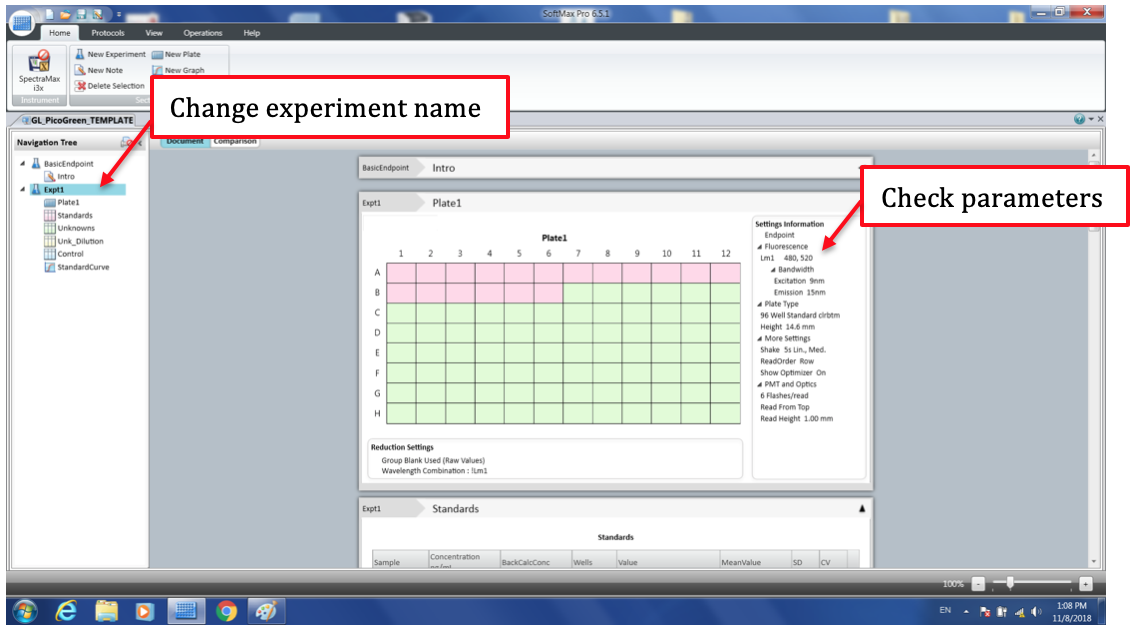 SoftMax Pro 6.5.1
Home Protocols View Operations Help
SpectraMax
i3x
Instrument
New Experiment New Plate
New Note New Graph
Delete Selection
Change experiment name
GL_PicoGreen_TEMPLATE
Navigation Tree
Document Comparison
BasicEndpoint
Intro
Expt1
Plate1
Standards
Unknowns
Unk_Dilution
Control
StandardCurve
BasicEndpoint Intro
Check parameters
Expt1 Plate1
Plate1
1 2 3 4 5 6 7 8 9 10 11 12
A
B
C
D
E
F
G
H
Settings Information
Endpoint
Fluorescence
Lm1 480, 520
Bandwidth
Excitation 9nm
Emission 15nm
Plate Type
96 Well Standard clrbtm
Height 14.6 mm
More Settings
Shake 5s Lin., Med.
ReadOrder Row
Show Optimizer On
PMT and Optics
6 Flashes/read
Read From Top
Read Height 1.00 mm
Reduction Settings
Group Blank Used (Raw Values)
Wavelength Combination : !Lm1
Expt1 Standards
Standards
Sample Concentration BackCalcConc Wells Value MeanValue SD CV
100%
EN 1:08 PM
11/8/2018